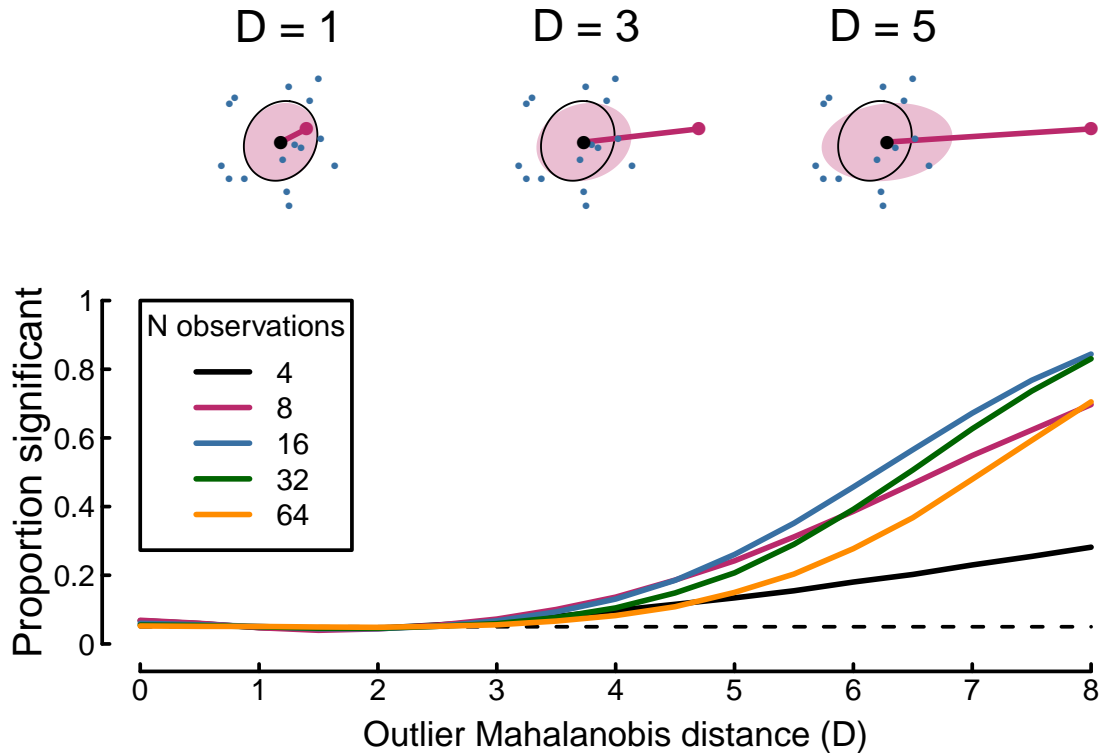 D = 1 D = 3 D = 5
Proportion significant
1
0.8
0.6
0.4
0.2
0
N observations
4
8
16
32
64
0 1 2 3 4 5 6 7 8
Outlier Mahalanobis distance (D)